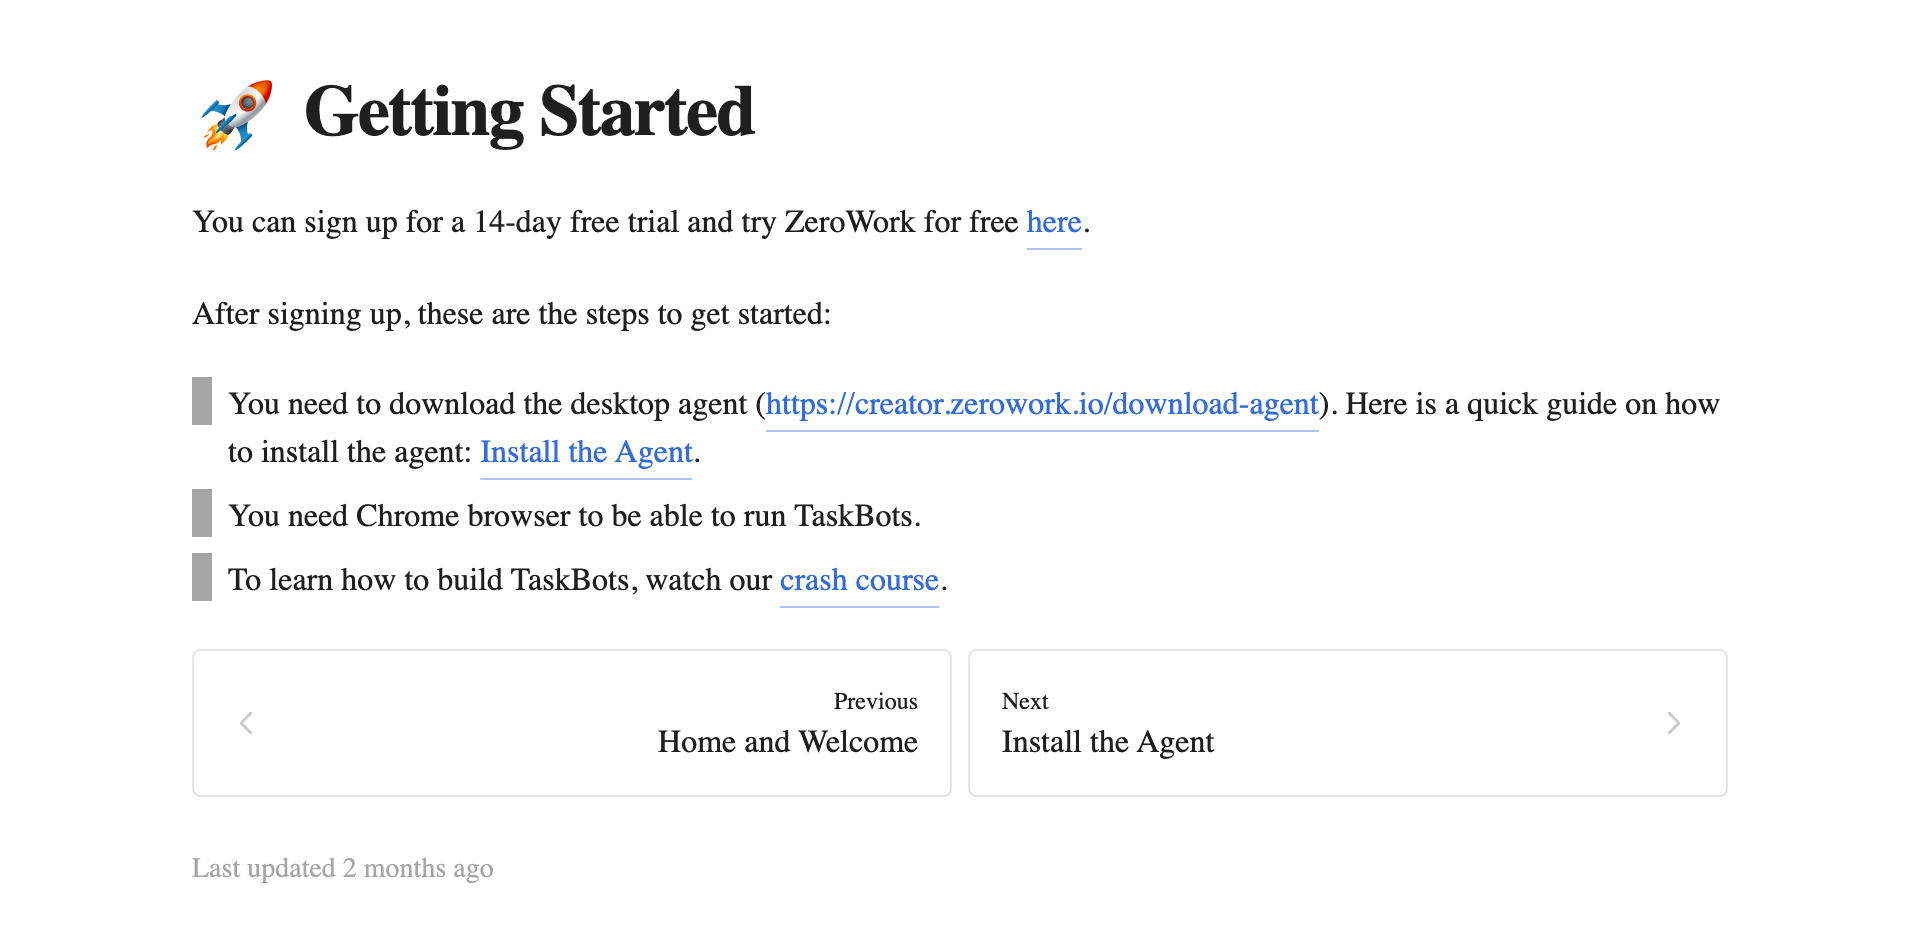 🚀 Getting Started
You can sign up for a 14-day free trial and try ZeroWork for free here.
After signing up, these are the steps to get started:
You need to download the desktop agent (https://creator.zerowork.io/download-agent). Here is a quick guide on how
to install the agent: Install the Agent.
You need Chrome browser to be able to run TaskBots.
To learn how to build TaskBots, watch our crash course.
Previous
Home and Welcome
Next
Install the Agent
Last updated 2 months ago